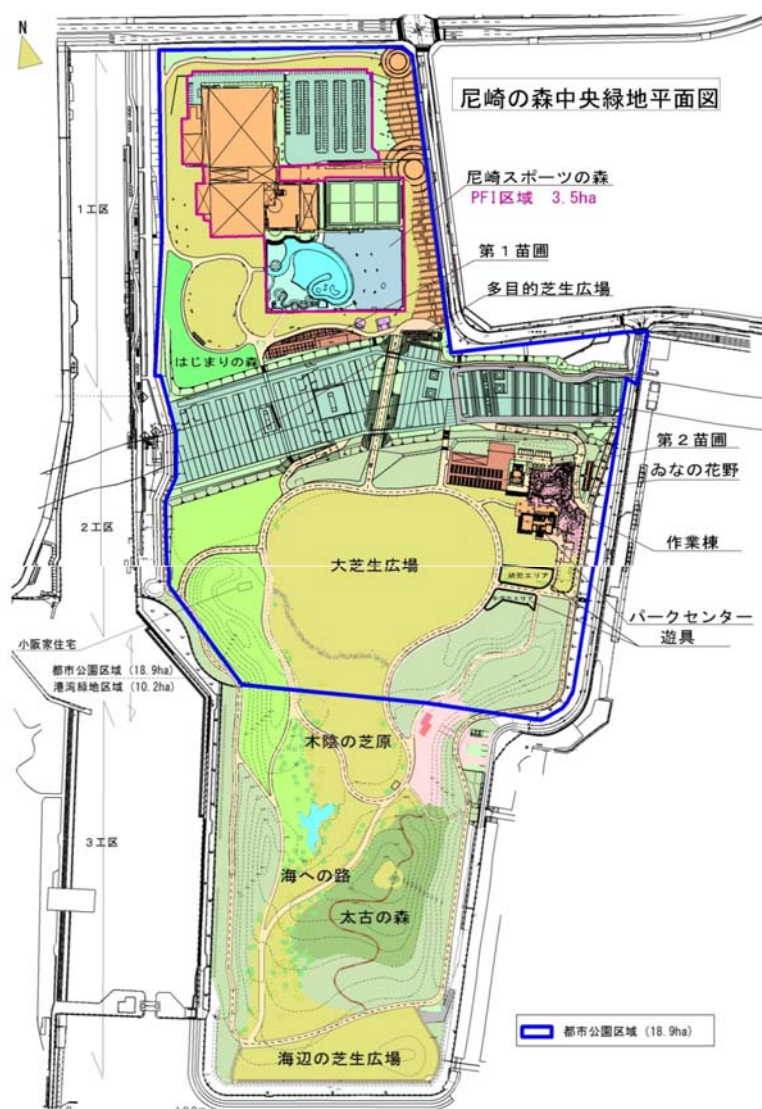 N
尼崎の森中央緑地平面図
尼崎スポーツの森
PFI区域 3.5ha
1工区
第1苗圃
多目的芝生広場
はじまりの森
第2苗圃
ゐなの花野
2工区
作業棟
大芝生広場
幼児エリア
パークセンター
遊具
小阪家住宅
都市公園区域 (18.9ha)
港湾緑地区域 (10.2ha)
木陰の芝原
3工区
海への路
太古の森
都市公園区域 (18.9ha)
海辺の芝生広場